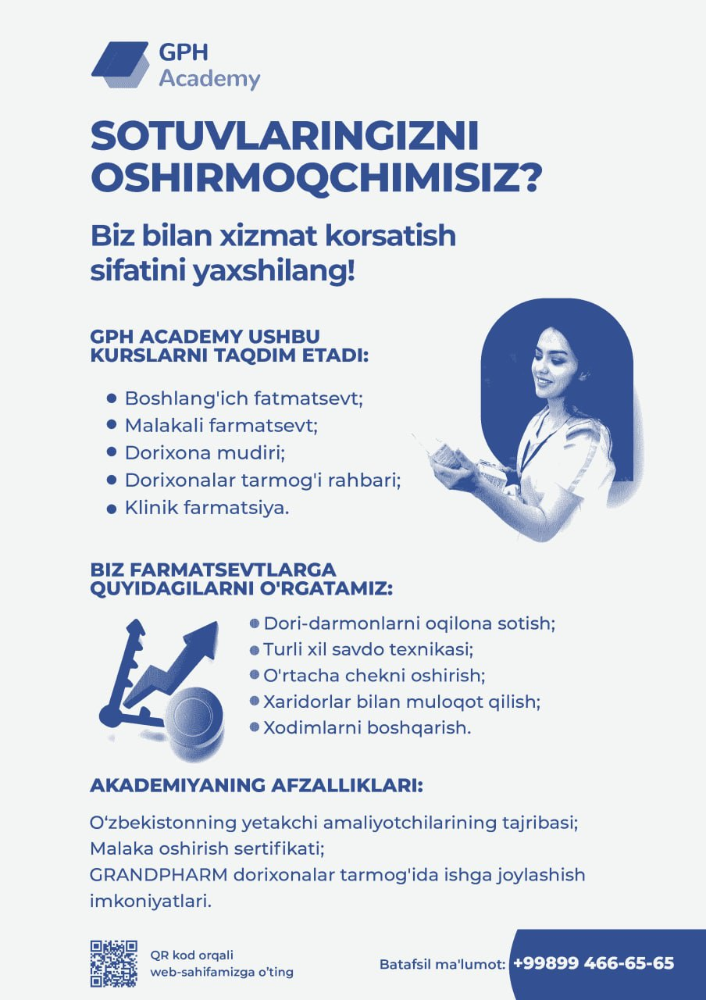 GPH
Academy
SOTUVLARINGIZNI
OSHIRMOQCHIMISIZ?
Biz bilan xizmat korsatish
sifatini yaxshilang!
GPH ACADEMY USHBU
KURSLARNI TAQDIM ETADI:
Boshlang'ich fatmatsevt;
Malakali farmatsevt;
Dorixona mudiri;
Dorixonalar tarmog'i rahbari;
Klinik farmatsiya.
BIZ FARMATSEVTLARGA
QUYIDAGILARNI O'RGATAMIZ:
Dori-darmonlarni oqilona sotish;
Turli xil savdo texnikasi;
O'rtacha chekni oshirish;
Xaridorlar bilan muloqot qilish;
Xodimlarni boshqarish.
AKADEMIYANING AFZALLIKLARI:
O‘zbekistonning yetakchi amaliyotchilarining tajribasi;
Malaka oshirish sertifikati;
GRANDPHARM dorixonalar tarmog'ida ishga joylashish
imkoniyatlari.
QR kod orqali
web-sahifamizga o’ting
Batafsil ma'lumot: +99899 466-65-65